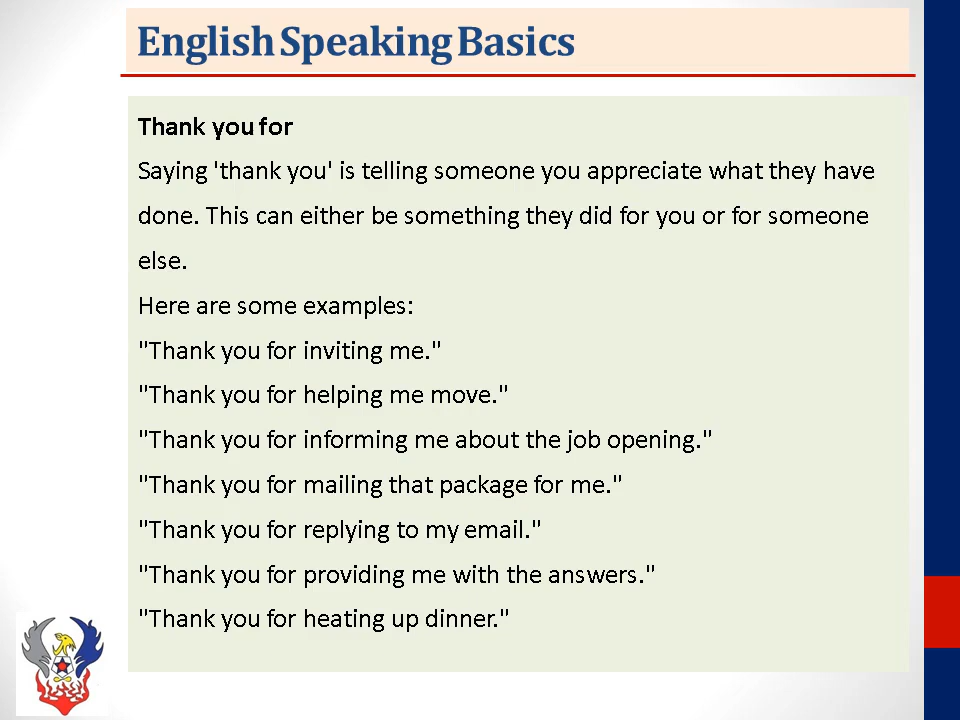 English Speaking Basics
Thank you for
Saying 'thank you' is telling someone you appreciate what they have
done. This can either be something they did for you or for someone
else.
Here are some examples:
"Thank you for inviting me."
"Thank you for helping me move."
"Thank you for informing me about the job opening."
"Thank you for mailing that package for me."
"Thank you for replying to my email."
"Thank you for providing me with the answers."
"Thank you for heating up dinner."